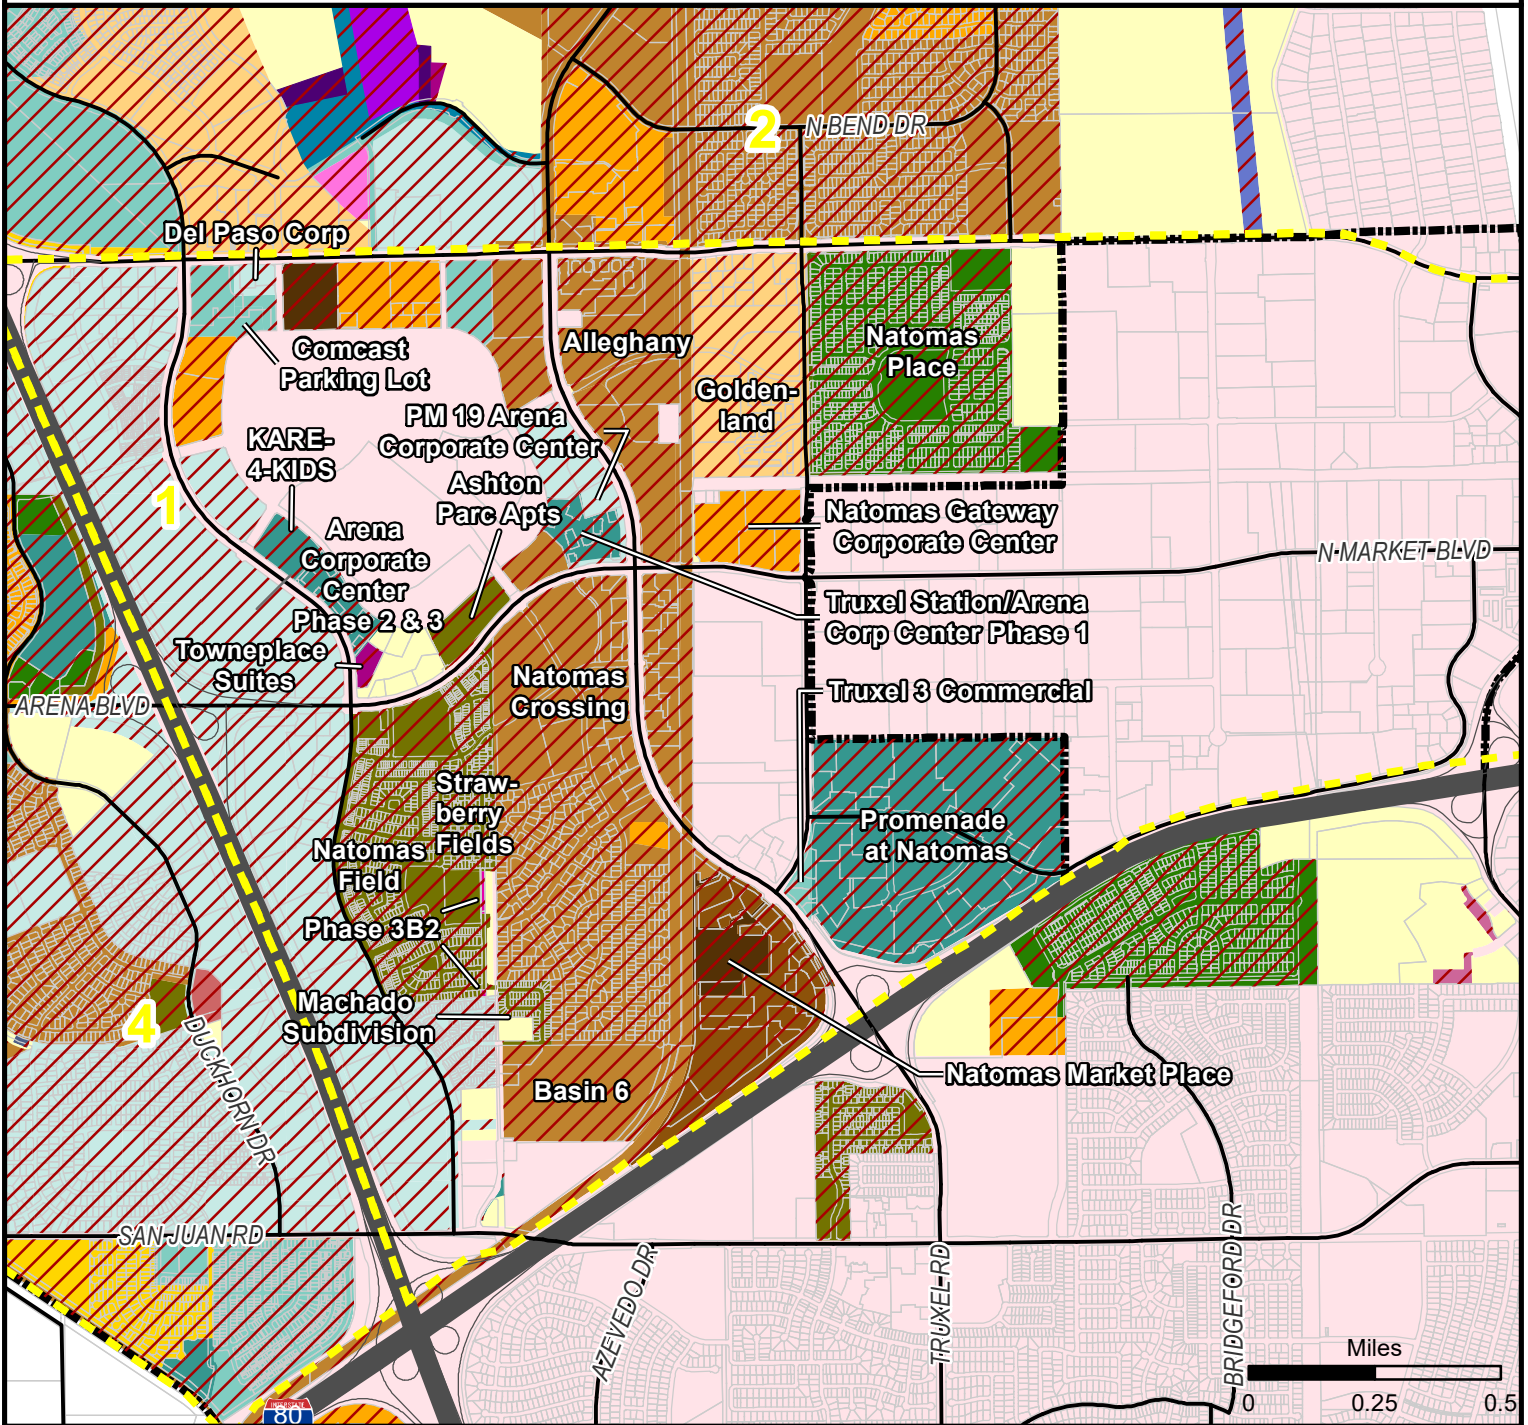 2
N BEND DR
Del Paso Corp
Comcast
Parking Lot
Alleghany
Natomas
Place
Golden-
land
PM 19 Arena
Corporate Center
KARE-
4-KIDS
Ashton
Parc Apts
1
Arena
Corporate
Center
Phase 2 & 3
Natomas Gateway
Corporate Center
N MARKET BLVD
Truxel Station/Arena
Corp Center Phase 1
Towneplace
Suites
Natomas
Crossing
Truxel 3 Commercial
ARENA BLVD
Straw-
berry
Fields
Natomas
Field
Promenade
at Natomas
Phase 3B2
Machado
Subdivision
4
DUCKHORN DR
Basin 6
Natomas Market Place
SAN JUAN RD
AZEVEDO DR
TRUXEL RD
BRIDGEFORD DR
Miles
0 0.25 0.5
INTERSTATE
80